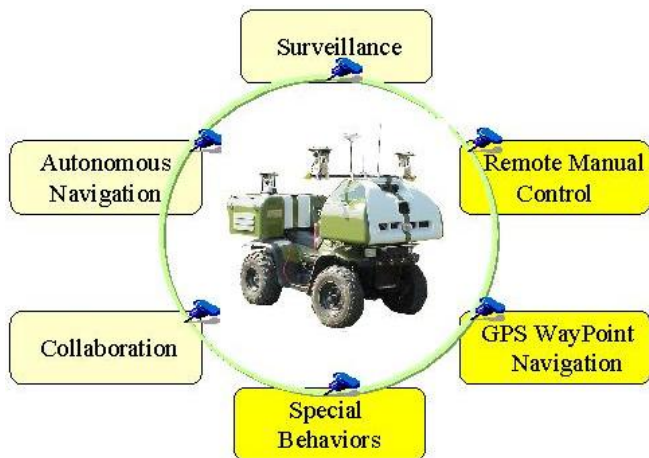 Surveillance
Autonomous
Navigation
Remote Manual
Control
Collaboration
GPS WayPoint
Navigation
Special
Behaviors